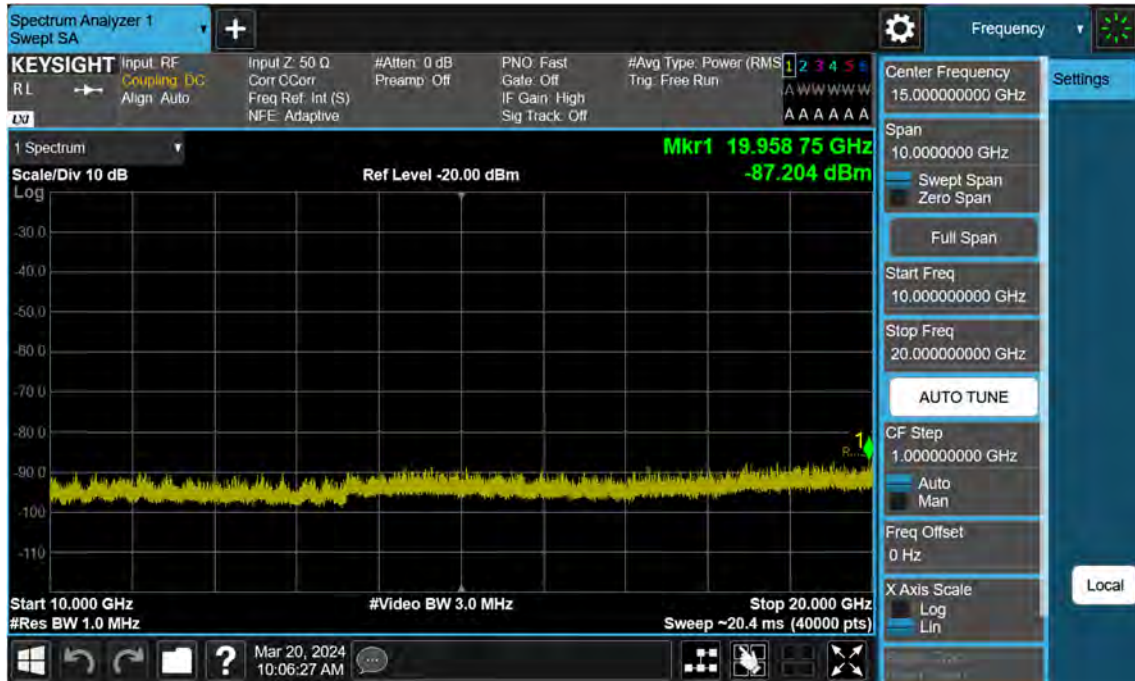 Spectrum Analyzer 1
Swept SA
Frequency
KEYSIGHT
R L
LXI
Input: RF
Coupling: DC
Align: Auto
Input Z: 50 Ω
Corr CCorr
Freq Ref: Int (S)
NFE: Adaptive
#Atten: 0 dB
Preamp: Off
PNO: Fast
Gate: Off
IF Gain: High
Sig Track: Off
#Avg Type: Power (RMS
Trig: Free Run
1 2 3 4 5 6
A W W W W W
A A A A A A
1 Spectrum
Scale/Div 10 dB
Ref Level -20.00 dBm
Mkr1 19.958 75 GHz
-87.204 dBm
Log
-30.0
-40.0
-50.0
-60.0
-70.0
-80.0
-90.0
-100
-110
1
Start 10.000 GHz
#Res BW 1.0 MHz
#Video BW 3.0 MHz
Stop 20.000 GHz
Sweep ~20.4 ms (40000 pts)
?
Mar 20, 2024
10:06:27 AM
Center Frequency
15.000000000 GHz
Span
10.0000000 GHz
Swept Span
Zero Span
Full Span
Start Freq
10.000000000 GHz
Stop Freq
20.000000000 GHz
AUTO TUNE
CF Step
1.000000000 GHz
Auto
Man
Freq Offset
0 Hz
X Axis Scale
Log
Lin
Settings
Local